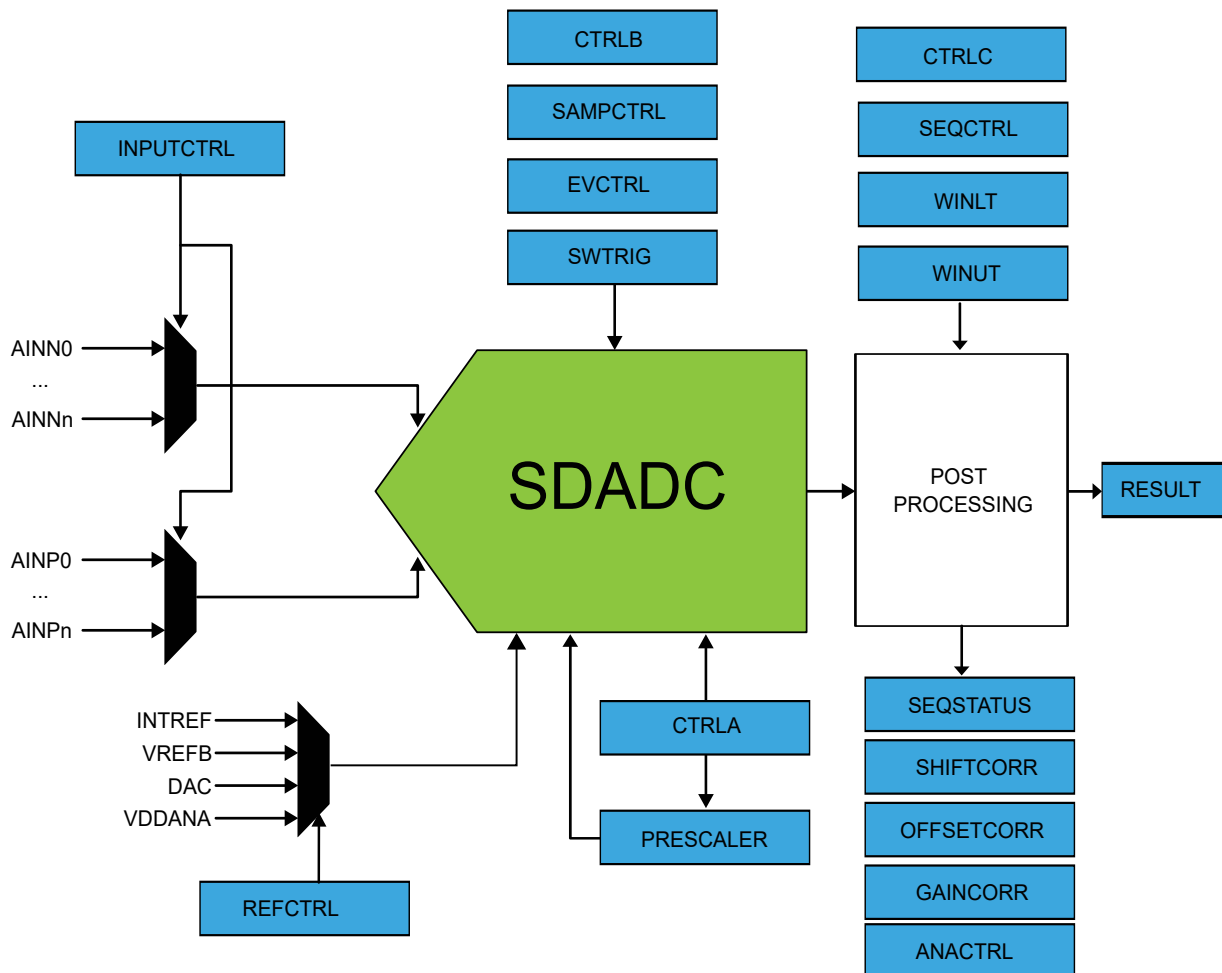 CTRLB
CTRLC
SAMPCTRL
SEQCTRL
INPUTCTRL
EVCTRL
WINLT
SWTRIG
WINUT
AINN0
...
AINNn
SDADC
POST
PROCESSING
RESULT
AINP0
...
AINPn
INTREF
VREFB
DAC
VDDANA
CTRLA
PRESCALER
REFCTRL
SEQSTATUS
SHIFTCORR
OFFSETCORR
GAINCORR
ANACTRL